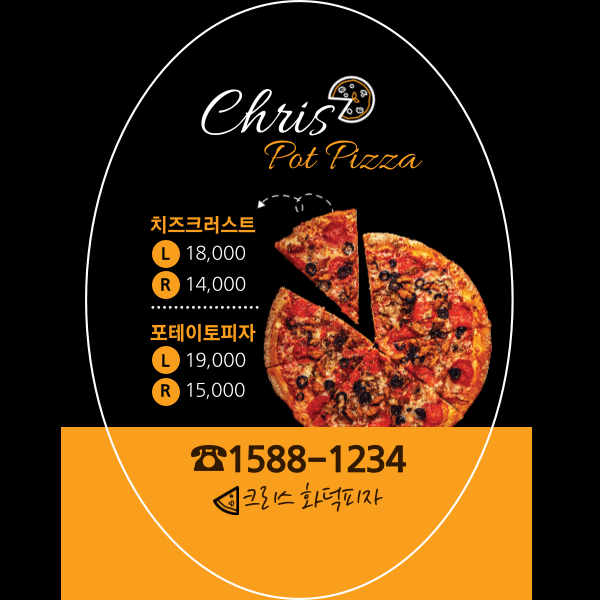 Chris
Pot Pizza
치즈크러스트
L 18,000
R 14,000
포테이토피자
L 19,000
R 15,000
☎1588-1234
크리스 화덕피자